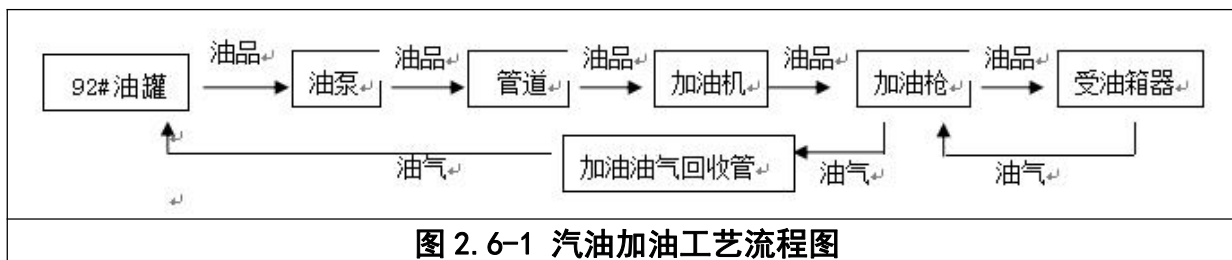 油品 油品 油品 油品 油品
92#油罐 油泵 管道 加油机 加油枪 受油箱器
油气 加油油气回收管 油气 油气
图 2.6-1 汽油加油工艺流程图